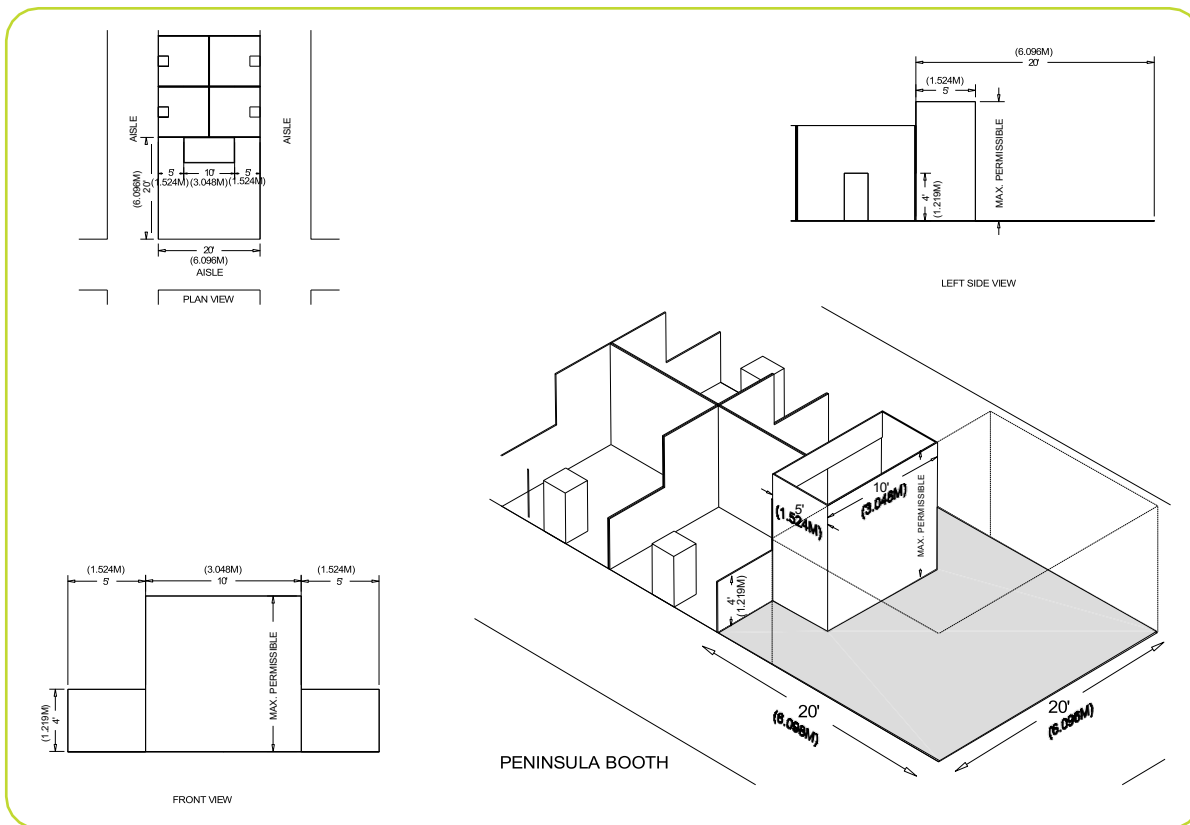 AISLE
AISLE
5' 10' 5'
(1.524M) (3.048M) (1.524M)
20'
(6.096M)
20'
(6.096M)
AISLE
PLAN VIEW
(6.096M)
20'
(1.524M)
5'
MAX. PERMISSIBLE
4'
(1.219M)
LEFT SIDE VIEW
(1.524M) (3.048M) (1.524M)
5' 10' 5'
MAX. PERMISSIBLE
(1.219M)
4'
FRONT VIEW
5'
(1.524M)
10'
(3.048M)
MAX. PERMISSIBLE
4'
(1.219M)
20'
(6.096M)
20'
(6.096M)
PENINSULA BOOTH